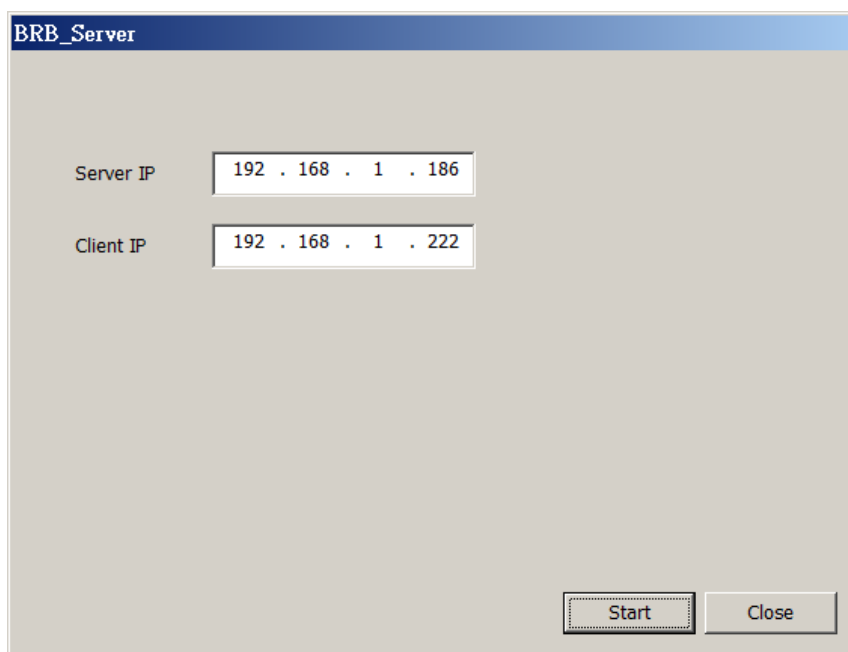 BRB_Server
Server IP 192 . 168 . 1 . 186
Client IP 192 . 168 . 1 . 222
Start Close